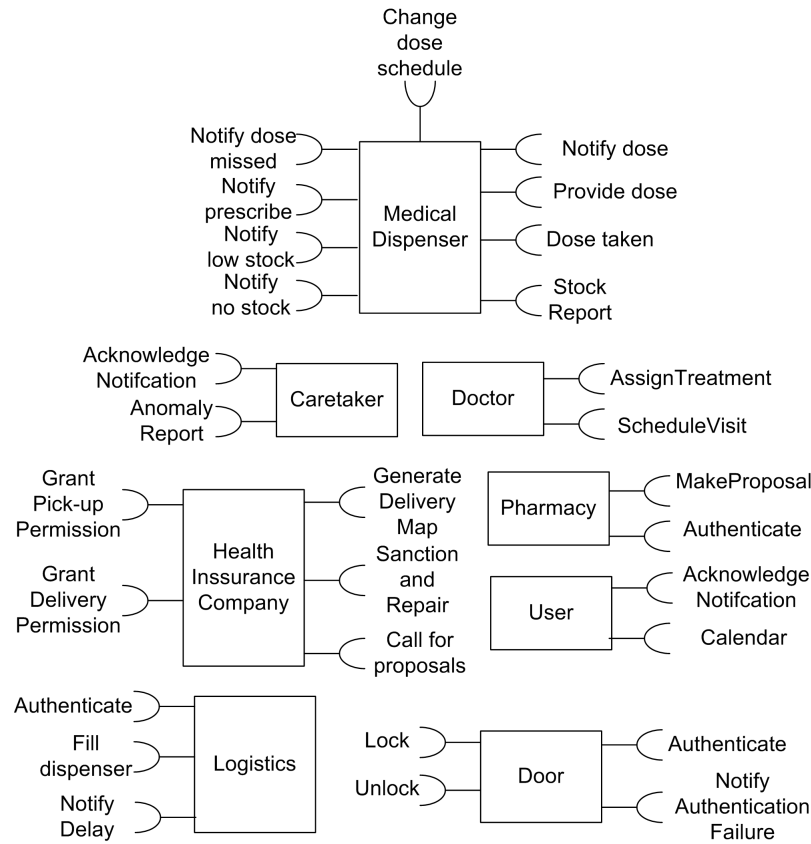 Change
dose
schedule
Notify dose
missed
Notify
prescribe
Notify
low stock
Notify
no stock
Medical
Dispenser
Notify dose
Provide dose
Dose taken
Stock
Report
Acknowledge
Notifcation
Anomaly
Report
Caretaker
Doctor
AssignTreatment
ScheduleVisit
Grant
Pick-up
Permission
Grant
Delivery
Permission
Health
Inssurance
Company
Generate
Delivery
Map
Sanction
and
Repair
Call for
proposals
Pharmacy
MakeProposal
Authenticate
User
Acknowledge
Notifcation
Calendar
Authenticate
Fill
dispenser
Notify
Delay
Logistics
Lock
Unlock
Door
Authenticate
Notify
Authentication
Failure